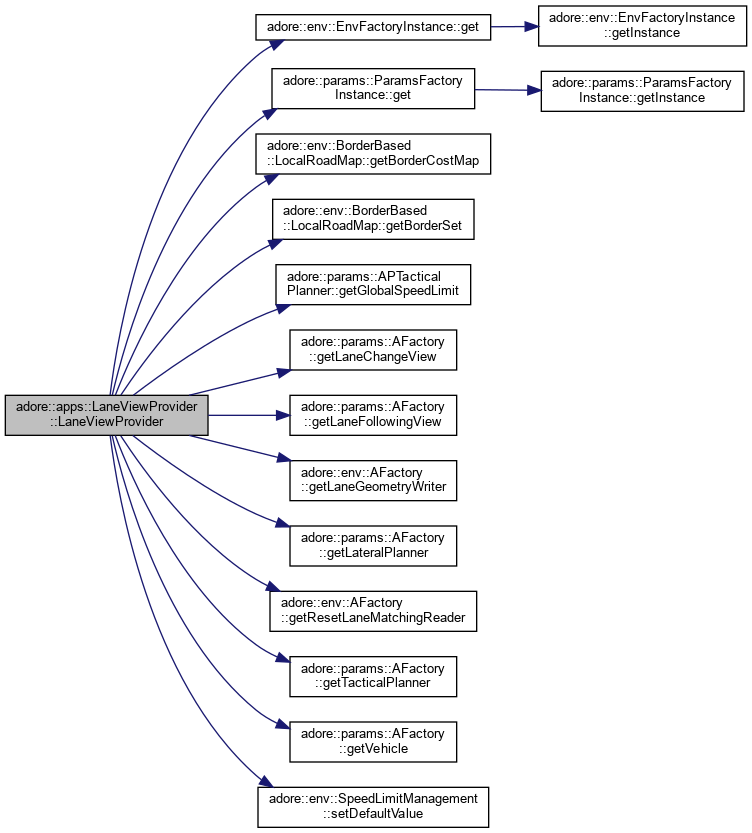 adore::env::EnvFactoryInstance::get
adore::env::EnvFactoryInstance
::getInstance
adore::params::ParamsFactory
Instance::get
adore::params::ParamsFactory
Instance::getInstance
adore::env::BorderBased
::LocalRoadMap::getBorderCostMap
adore::env::BorderBased
::LocalRoadMap::getBorderSet
adore::params::APTactical
Planner::getGlobalSpeedLimit
adore::params::AFactory
::getLaneChangeView
adore::apps::LaneViewProvider
::LaneViewProvider
adore::params::AFactory
::getLaneFollowingView
adore::env::AFactory
::getLaneGeometryWriter
adore::params::AFactory
::getLateralPlanner
adore::env::AFactory
::getResetLaneMatchingReader
adore::params::AFactory
::getTacticalPlanner
adore::params::AFactory
::getVehicle
adore::env::SpeedLimitManagement
::setDefaultValue